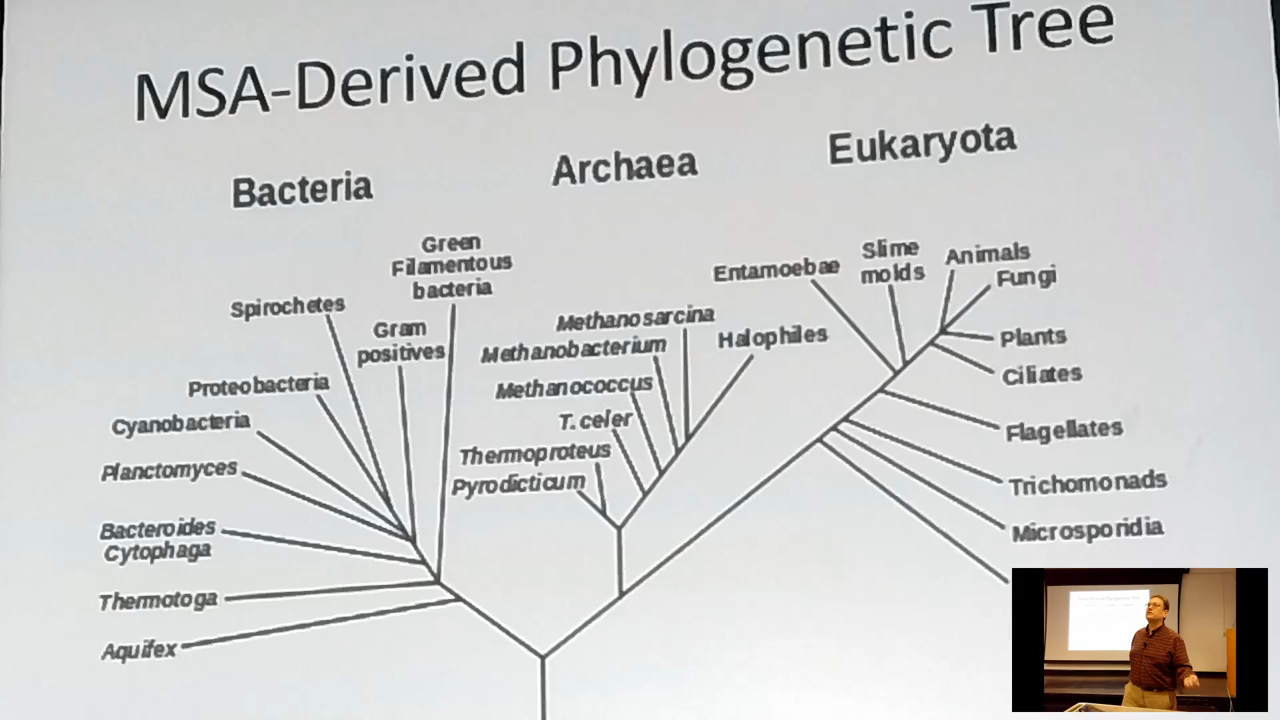 MSA-Derived Phylogenetic Tree
Bacteria
Archaea
Eukaryota
Green
Filamentous
bacteria
Spirochetes
Gram
positives
Proteobacteria
Cyanobacteria
Planctomyces
Bacteroides
Cytophaga
Thermotoga
Aquifex
Methanosarcina
Methanobacterium
Halophiles
Methanococcus
T. celer
Thermoproteus
Pyrodicticum
Entamoebae
Slime
molds
Animals
Fungi
Plants
Ciliates
Flagellates
Trichomonads
Microsporidia